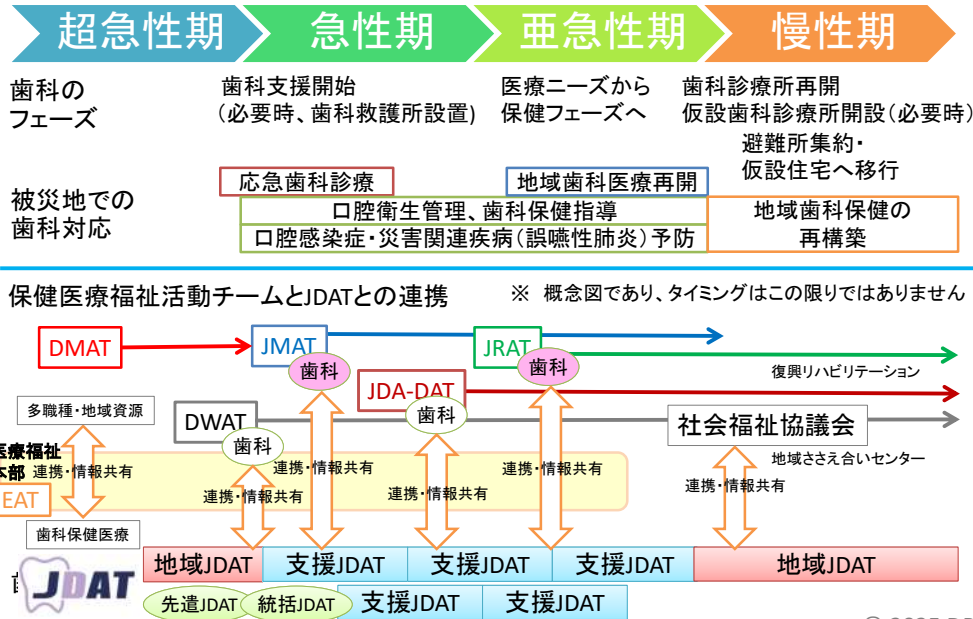 超急性期
急性期
亜急性期
慢性期
歯科の
フェーズ
歯科支援開始
(必要時、歯科救護所設置)
医療ニーズから
保健フェーズへ
歯科診療所再開
仮設歯科診療所開設(必要時)
避難所集約・
仮設住宅へ移行
被災地での
歯科対応
応急歯科診療
地域歯科医療再開
口腔衛生管理、歯科保健指導
口腔感染症・災害関連疾病(誤嚥性肺炎)予防
地域歯科保健の
再構築
保健医療福祉活動チームとJDATとの連携
※ 概念図であり、タイミングはこの限りではありません
DMAT
JMAT
歯科
JRAT
歯科
復興リハビリテーション
JDA-DAT
歯科
多職種・地域資源
DWAT
歯科
社会福祉協議会
地域ささえ合いセンター
医療福祉
本部
連携・情報共有
連携・情報共有
連携・情報共有
連携・情報共有
連携・情報共有
連携・情報共有
EAT
歯科保健医療
JDAT
地域JDAT
支援JDAT
支援JDAT
支援JDAT
地域JDAT
先遣JDAT
統括JDAT
支援JDAT
支援JDAT